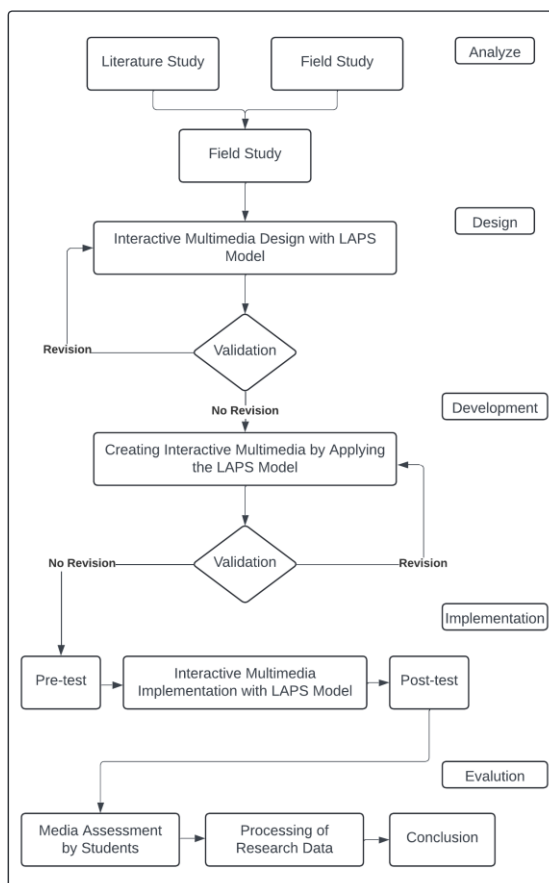 Literature Study
Field Study
Analyze
Field Study
Design
Interactive Multimedia Design with LAPS
Model
Revision
Validation
No Revision
Development
Creating Interactive Multimedia by Applying
the LAPS Model
No Revision
Validation
Revision
Implementation
Pre-test
Interactive Multimedia
Implementation with LAPS Model
Post-test
Evalution
Media Assessment
by Students
Processing of
Research Data
Conclusion